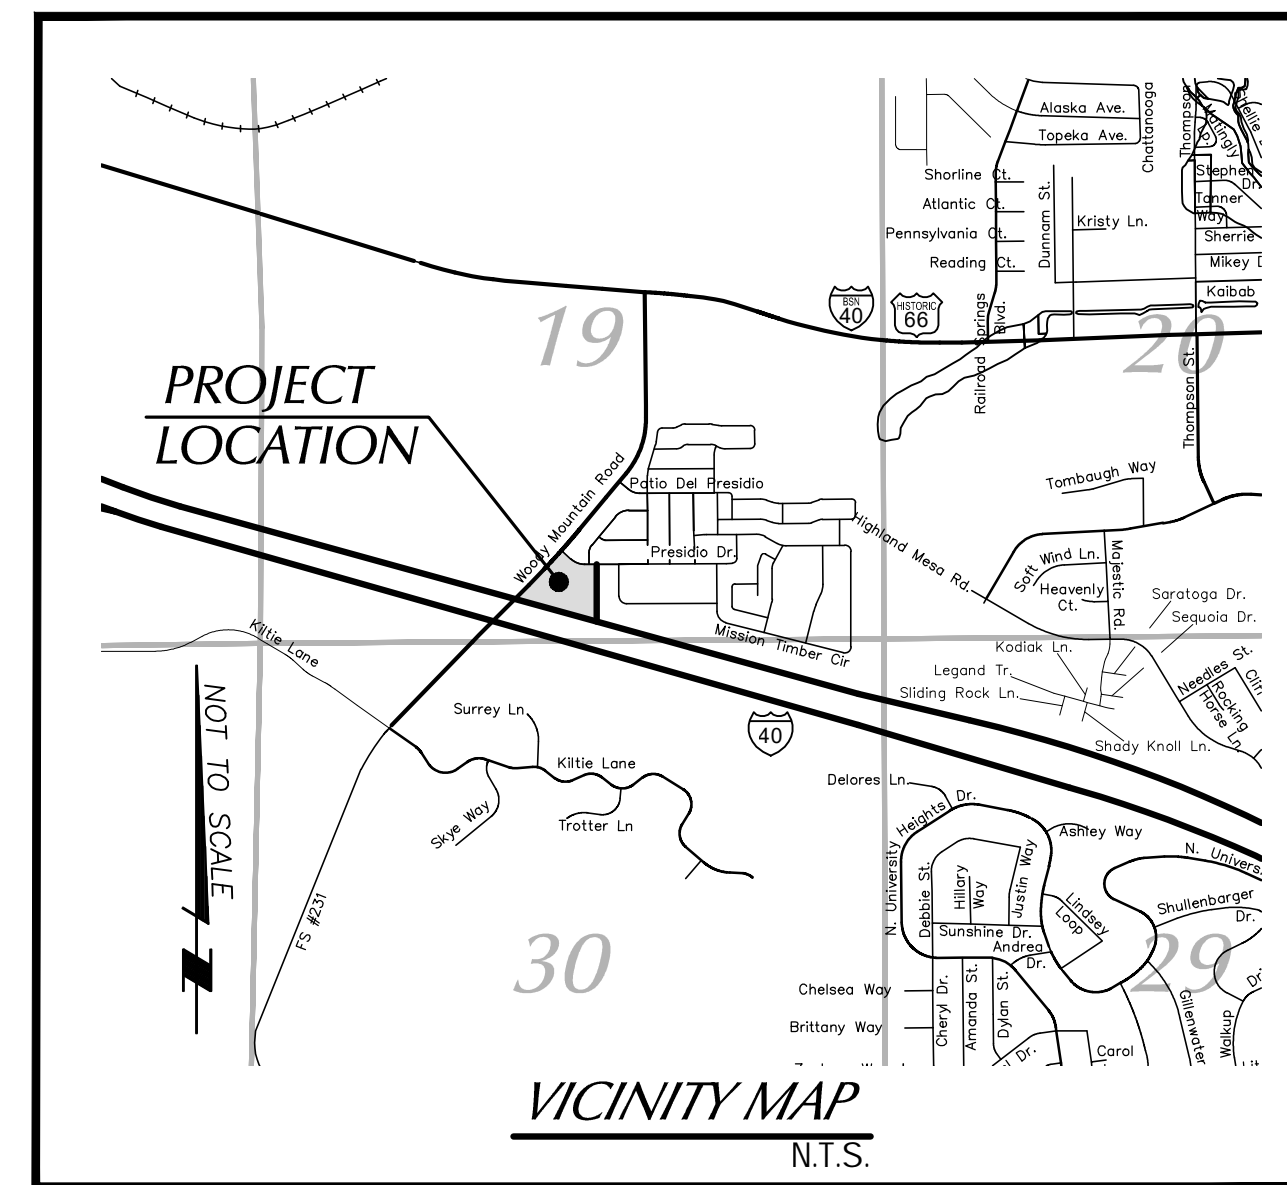 Alaska Ave.
Topeka Ave.
Chattanooga
Thompson
Matingly
Lp.
Shellie
Shorline Ct.
Atlantic Ct.
Pennsylvania Ct.
Reading Ct.
Dunnam St.
Kristy Ln.
Stephen
Dr.
Tanner
Way
Sherrie
Mikey
Kaibab
BSN
40
HISTORIC
66
Railroad Springs
Blvd.
19
20
Thompson St.
PROJECT
LOCATION
Woody Mountain Road
Patio Del Presidio
Presidio Dr.
Mission Timber Cir
Highland Mesa Rd.
Tombaugh Way
Soft Wind Ln.
Majestic Rd.
Heavenly
Ct.
Saratoga Dr.
Sequoia Dr.
Kodiak Ln.
Legand Tr.
Sliding Rock Ln.
Shady Knoll Ln.
Needles St.
Rocking
Horse Ln.
Kiltie Lane
NOT TO SCALE
Surrey Ln
40
Kiltie Lane
Skye Way
Trotter Ln
FS #231
30
Delores Ln.
N. University Heights Dr.
Ashley Way
N. Univers.
Debbie St.
Hillary
Way
Justin Way
Lindsey
Loop
Shullenbarger
Dr.
Sunshine Dr.
Andrea
Dr.
29
Chelsea Way
Brittany Way
Cheryl Dr.
Amanda St.
Dylan St.
Dr.
Carol
Gillenwater
Walkup
Dr
VICINITY MAP
N.T.S.